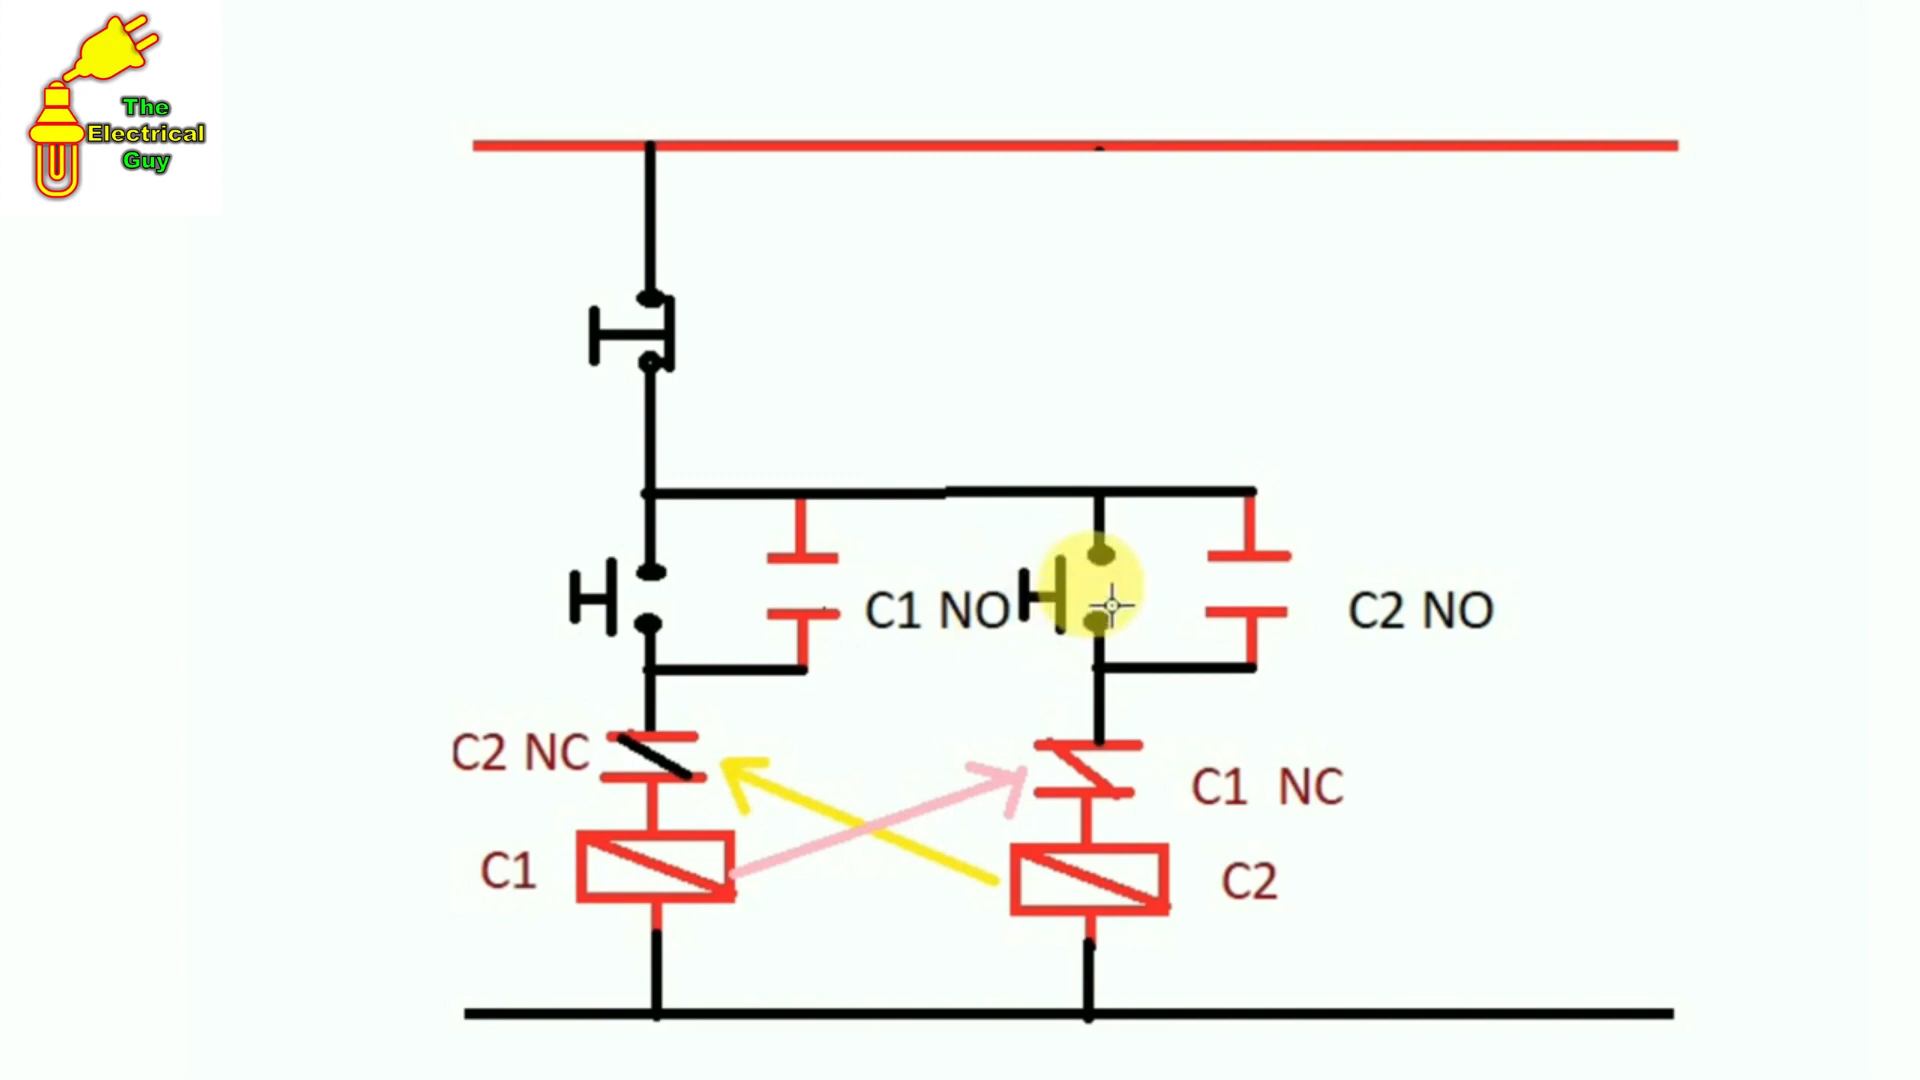 The
Electrical
Guy
C1 NO
C2 NO
C2 NC
C1 NC
C1
C2